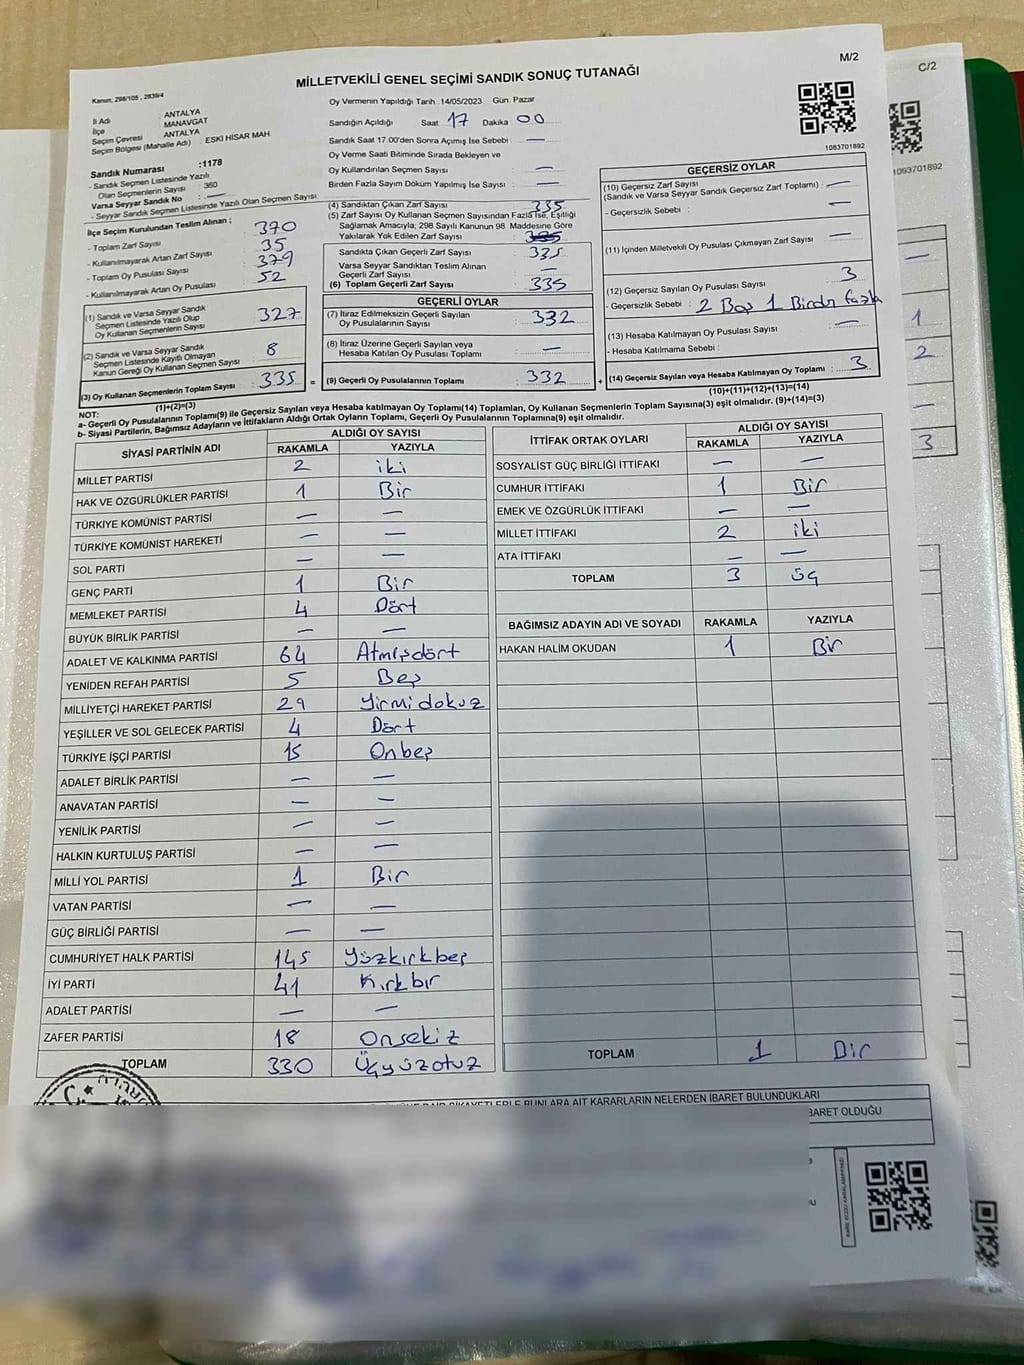 M/2
C/2
MİLLETVEKİLİ GENEL SEÇİMİ SANDIK SONUÇ TUTANAĞI
Kanun; 298/105 , 2839/4
İl Adı : ANTALYA
İlçe : MANAVGAT
Seçim Çevresi : ANTALYA
Seçim Bölgesi (Mahalle Adı) : ESKİ HİSAR MAH
Sandık Numarası :1178
- Sandık Seçmen Listesinde Yazılı
Olan Seçmenlerin Sayısı : 360
Varsa Seyyar Sandık No : —
- Seyyar Sandık Seçmen Listesinde Yazılı Olan Seçmen Sayısı
İlçe Seçim Kurulundan Teslim Alınan ;
- Toplam Zarf Sayısı : 370
- Kullanılmayarak Artan Zarf Sayısı : 35
- Toplam Oy Pusulası Sayısı : 379
- Kullanılmayarak Artan Oy Pusulası : 52
(1) Sandık ve Varsa Seyyar Sandık
Seçmen Listesinde Yazılı Olup
Oy Kullanan Seçmenlerin Sayısı : 327
(2) Sandık ve Varsa Seyyar Sandık
Seçmen Listesinde Kayıtlı Olmayan
Kanun Gereği Oy Kullanan Seçmen Sayısı : 8
(3) Oy Kullanan Seçmenlerin Toplam Sayısı : 335
(1)+(2)=(3)
Oy Vermenin Yapıldığı Tarih :14/05/2023 Gün: Pazar
Sandığın Açıldığı Saat: 17 Dakika: 00
Sandık Saat 17.00'den Sonra Açımış İse Sebebi : —
Oy Verme Saati Bitiminde Sırada Bekleyen ve
Oy Kullandırılan Seçmen Sayısı : —
Birden Fazla Sayım Döküm Yapılmış İse Sayısı : —
(4) Sandıktan Çıkan Zarf Sayısı : 335
(5) Zarf Sayısı Oy Kullanan Seçmen Sayısından Fazla İse, Eşitliği
Sağlamak Amacıyla; 298 Sayılı Kanunun 98. Maddesine Göre
Yakılarak Yok Edilen Zarf Sayısı
Sandıkta Çıkan Geçerli Zarf Sayısı : 335
Varsa Seyyar Sandıktan Teslim Alınan
Geçerli Zarf Sayısı : —
(6) Toplam Geçerli Zarf Sayısı : 335
GEÇERLİ OYLAR
(7) İtiraz Edilmeksizin Geçerli Sayılan
Oy Pusulalarının Sayısı : 332
(8) İtiraz Üzerine Geçerli Sayılan veya
Hesaba Katılan Oy Pusulası Toplamı : —
= (9) Geçerli Oy Pusulalarının Toplamı : 332 +
1083701892
1093701892
GEÇERSİZ OYLAR
(10) Geçersiz Zarf Sayısı
(Sandık ve Varsa Seyyar Sandık Geçersiz Zarf Toplamı) : —
- Geçersizlik Sebebi : —
(11) İçinden Milletvekili Oy Pusulası Çıkmayan Zarf Sayısı : —
(12) Geçersiz Sayılan Oy Pusulası Sayısı : 3
- Geçersizlik Sebebi : 2 Boş 1 Birdn fazla
(13) Hesaba Katılmayan Oy Pusulası Sayısı : —
- Hesaba Katılmama Sebebi :
(14) Geçersiz Sayılan veya Hesaba Katılmayan Oy Toplamı : 3
(10)+(11)+(12)+(13)=(14)
NOT:
a- Geçerli Oy Pusulalarının Toplamı(9) ile Geçersiz Sayılan veya Hesaba katılmayan Oy Toplamı(14) Toplamları, Oy Kullanan Seçmenlerin Toplam Sayısına(3) eşit olmalıdır. (9)+(14)=(3)
b- Siyasi Partilerin, Bağımsız Adayların ve İttifakların Aldığı Ortak Oyların Toplamı, Geçerli Oy Pusulalarının Toplamına(9) eşit olmalıdır.
SİYASİ PARTİNİN ADI ALDIĞI OY SAYISI
RAKAMLA YAZIYLA
MİLLET PARTİSİ 2 iki
HAK VE ÖZGÜRLÜKLER PARTİSİ 1 Bir
TÜRKİYE KOMÜNİST PARTİSİ — —
TÜRKİYE KOMÜNİST HAREKETİ — —
SOL PARTİ — —
GENÇ PARTİ 1 Bir
MEMLEKET PARTİSİ 4 Dört
BÜYÜK BİRLİK PARTİSİ — —
ADALET VE KALKINMA PARTİSİ 64 Atmışdört
YENİDEN REFAH PARTİSİ 5 Beş
MİLLİYETÇİ HAREKET PARTİSİ 29 Yirmi dokuz
YEŞİLLER VE SOL GELECEK PARTİSİ 4 Dört
TÜRKİYE İŞÇİ PARTİSİ 15 Onbeş
ADALET BİRLİK PARTİSİ — —
ANAVATAN PARTİSİ — —
YENİLİK PARTİSİ — —
HALKIN KURTULUŞ PARTİSİ — —
MİLLİ YOL PARTİSİ 1 Bir
VATAN PARTİSİ — —
GÜÇ BİRLİĞİ PARTİSİ — —
CUMHURİYET HALK PARTİSİ 145 Yüzkırkbeş
İYİ PARTİ 41 Kırkbir
ADALET PARTİSİ — —
ZAFER PARTİSİ 18 Onsekiz
TOPLAM 330 Üçyüzotuz
İTTİFAK ORTAK OYLARI ALDIĞI OY SAYISI
RAKAMLA YAZIYLA
SOSYALİST GÜÇ BİRLİĞİ İTTİFAKI — —
CUMHUR İTTİFAKI 1 Bir
EMEK VE ÖZGÜRLÜK İTTİFAKI — —
MİLLET İTTİFAKI 2 iki
ATA İTTİFAKI — —
TOPLAM 3 üç
BAĞIMSIZ ADAYIN ADI VE SOYADI RAKAMLA YAZIYLA
HAKAN HALİM OKUDAN 1 Bir
TOPLAM 1 Bir
—
1
2
—
3
DAİR ŞİKAYETLERLE BUNLARA AİT KARARLARIN NELERDEN İBARET BULUNDUKLARI
BARET OLDUĞU